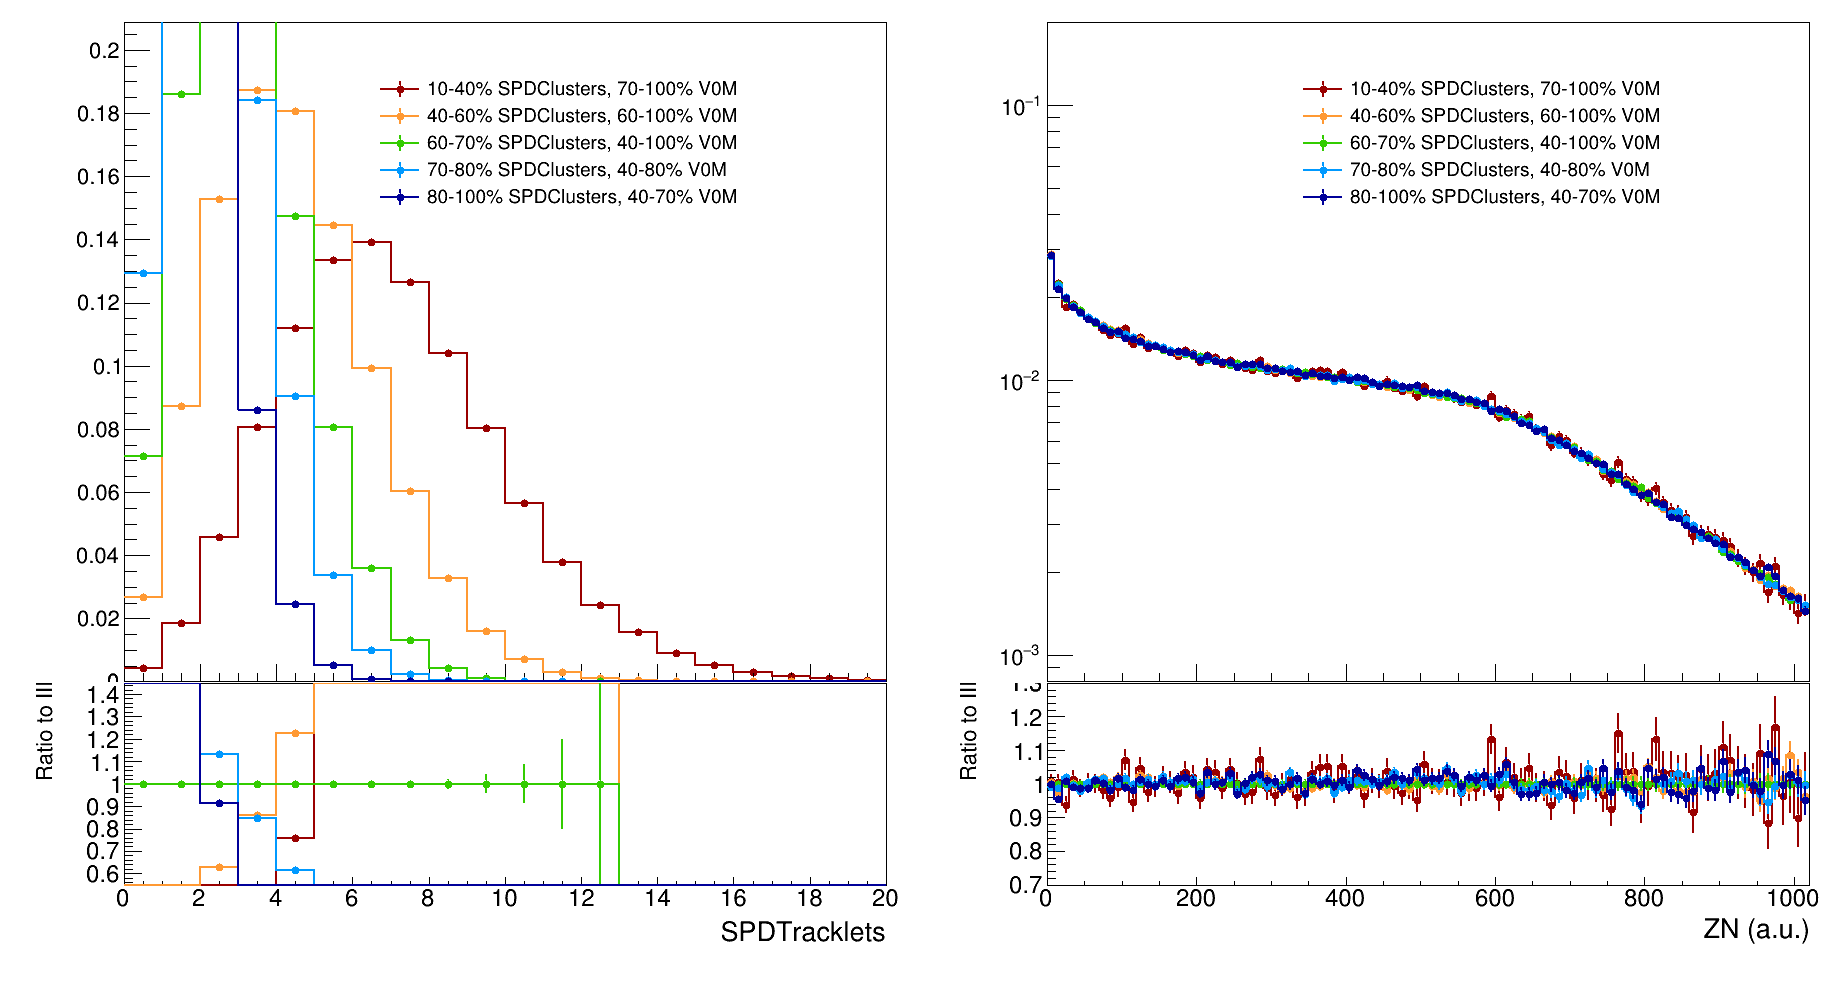 0.2
0.18
0.16
0.14
0.12
0.1
0.08
0.06
0.04
0.02
0
10-40% SPDClusters, 70-100% V0M
40-60% SPDClusters, 60-100% V0M
60-70% SPDClusters, 40-100% V0M
70-80% SPDClusters, 40-80% V0M
80-100% SPDClusters, 40-70% V0M
Ratio to III
1.4
1.3
1.2
1.1
1
0.9
0.8
0.7
0.6
0 2 4 6 8 10 12 14 16 18 20
SPDTracklets
10⁻¹
10⁻²
10⁻³
10-40% SPDClusters, 70-100% V0M
40-60% SPDClusters, 60-100% V0M
60-70% SPDClusters, 40-100% V0M
70-80% SPDClusters, 40-80% V0M
80-100% SPDClusters, 40-70% V0M
Ratio to III
1.3
1.2
1.1
1
0.9
0.8
0.7
0 200 400 600 800 1000
ZN (a.u.)